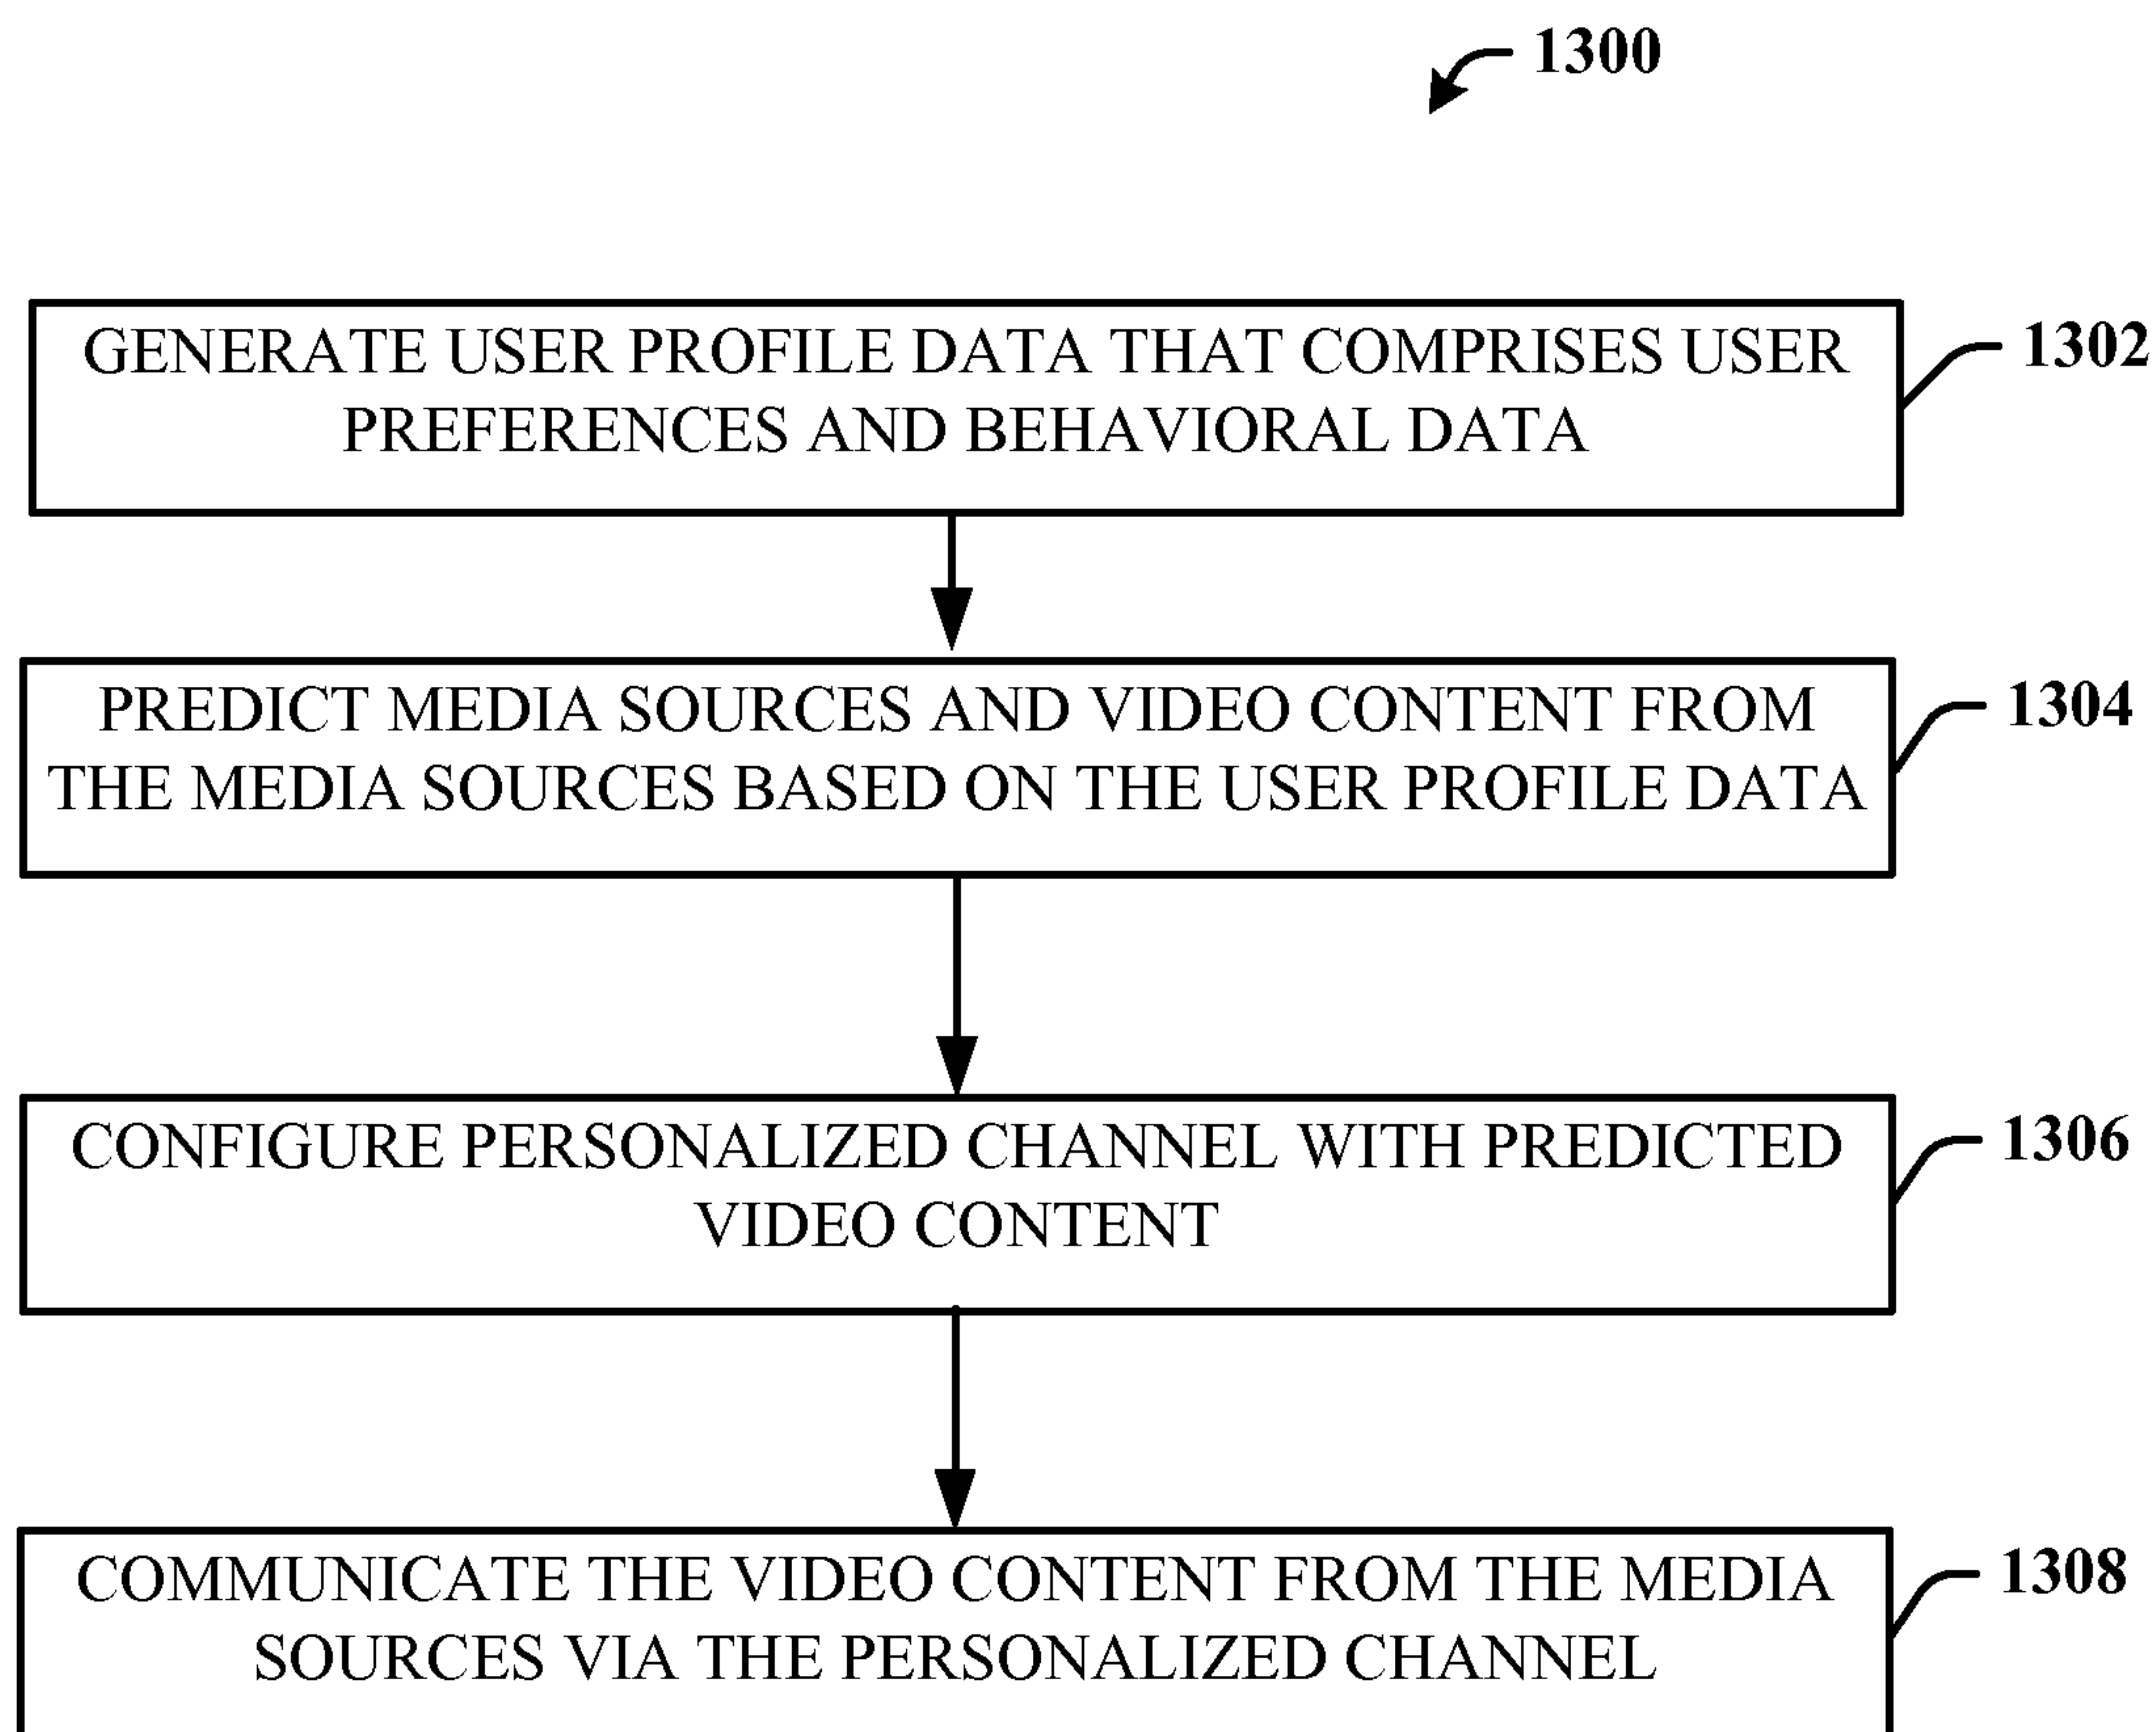 1300
GENERATE USER PROFILE DATA THAT COMPRISES USER
PREFERENCES AND BEHAVIORAL DATA
1302
PREDICT MEDIA SOURCES AND VIDEO CONTENT FROM
THE MEDIA SOURCES BASED ON THE USER PROFILE DATA
1304
CONFIGURE PERSONALIZED CHANNEL WITH PREDICTED
VIDEO CONTENT
1306
COMMUNICATE THE VIDEO CONTENT FROM THE MEDIA
SOURCES VIA THE PERSONALIZED CHANNEL
1308